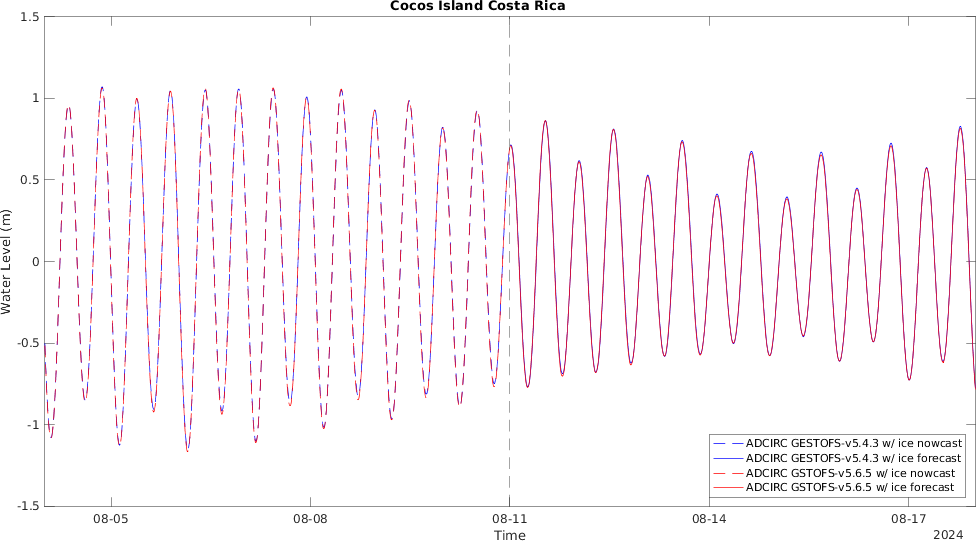 Cocos Island Costa Rica
1.5
1
0.5
0
-0.5
-1
-1.5
Water Level (m)
08-05
08-08
08-11
08-14
08-17
Time
2024
ADCIRC GESTOFS-v5.4.3 w/ ice nowcast
ADCIRC GESTOFS-v5.4.3 w/ ice forecast
ADCIRC GSTOFS-v5.6.5 w/ ice nowcast
ADCIRC GSTOFS-v5.6.5 w/ ice forecast